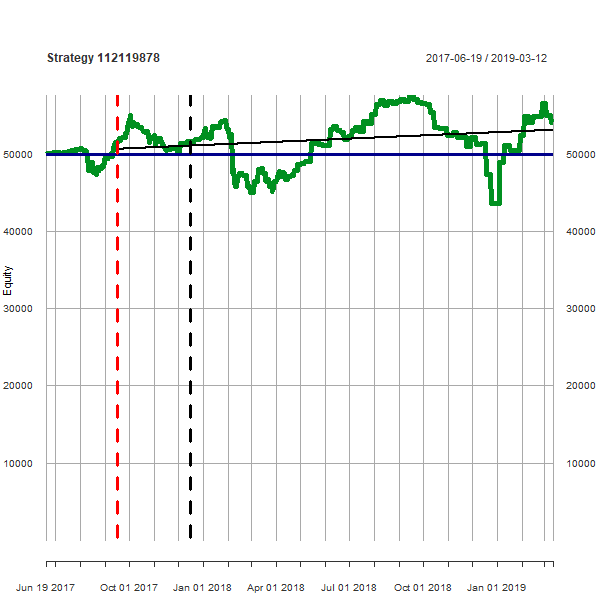 Strategy 112119878
2017-06-19 / 2019-03-12
50000 50000
40000 40000
Equity
30000 30000
20000 20000
10000 10000
Jun 19 2017 Oct 01 2017 Jan 01 2018 Apr 01 2018 Jul 01 2018 Oct 01 2018 Jan 01 2019